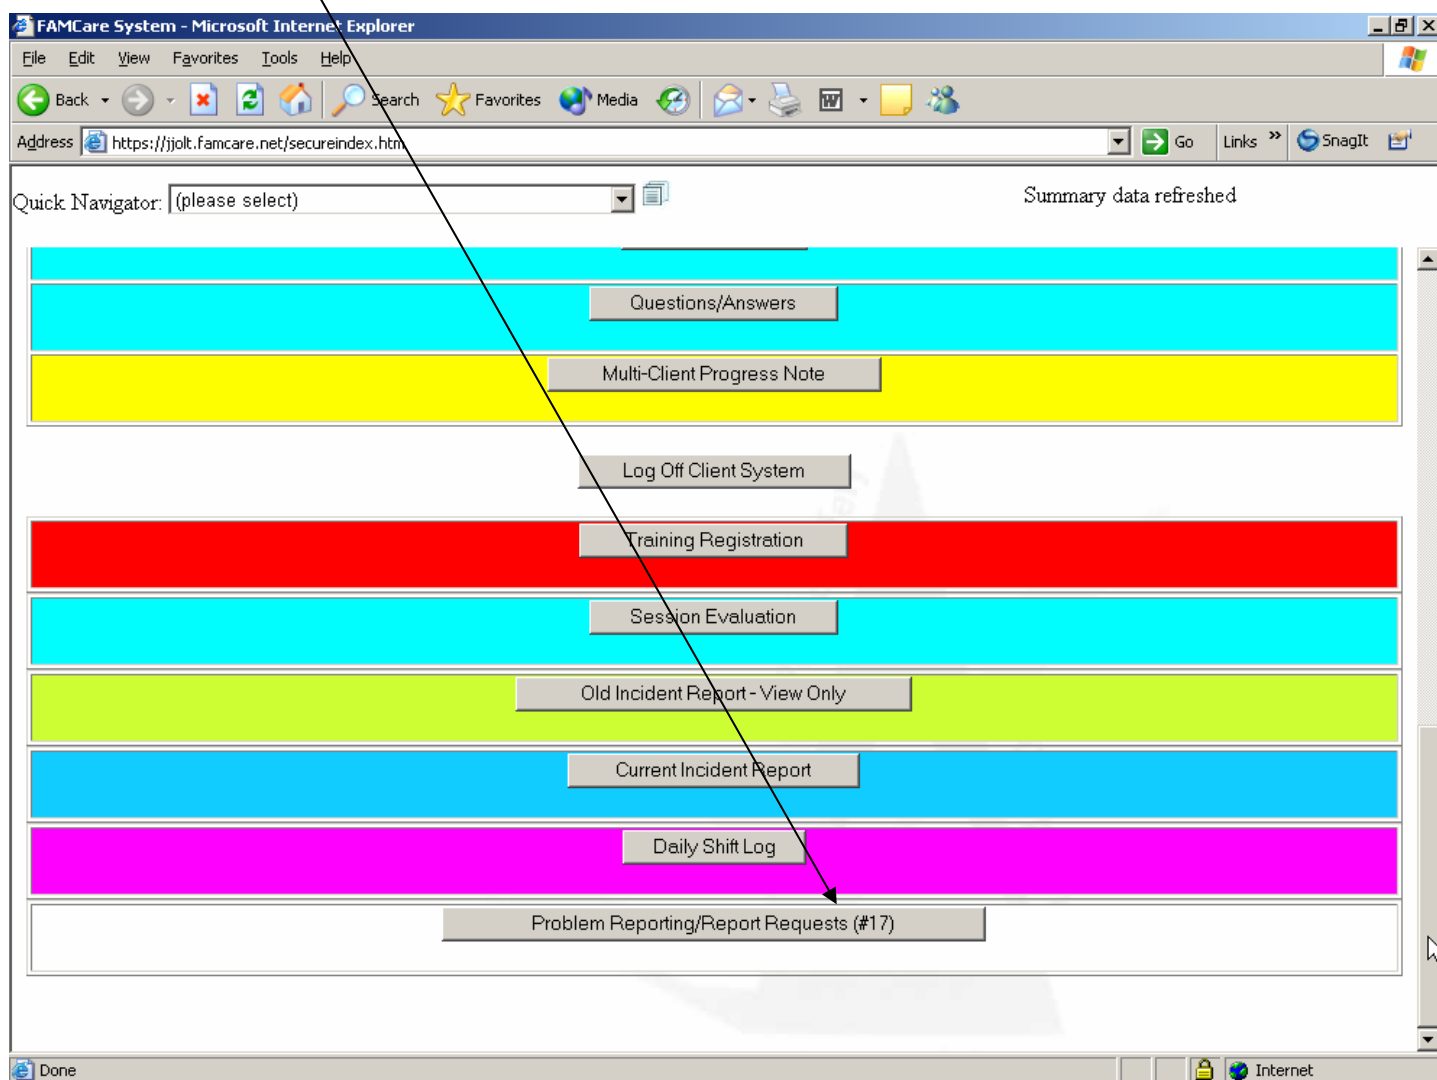 FAMCare System - Microsoft Internet Explorer
File Edit View Favorites Tools Help
Back Search Favorites Media
Address https://jjolt.famcare.net/secureindex.htm Go Links » SnagIt
Quick Navigator: (please select) Summary data refreshed
Questions/Answers
Multi-Client Progress Note
Log Off Client System
Training Registration
Session Evaluation
Old Incident Report - View Only
Current Incident Report
Daily Shift Log
Problem Reporting/Report Requests (#17)
Done Internet